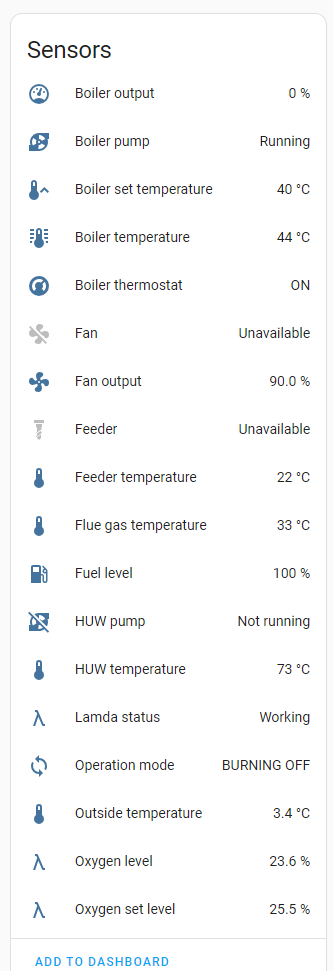 Sensors
Boiler output 0 %
Boiler pump Running
Boiler set temperature 40 °C
Boiler temperature 44 °C
Boiler thermostat ON
Fan Unavailable
Fan output 90.0 %
Feeder Unavailable
Feeder temperature 22 °C
Flue gas temperature 33 °C
Fuel level 100 %
HUW pump Not running
HUW temperature 73 °C
λ Lamda status Working
Operation mode BURNING OFF
Outside temperature 3.4 °C
λ Oxygen level 23.6 %
λ Oxygen set level 25.5 %
ADD TO DASHBOARD